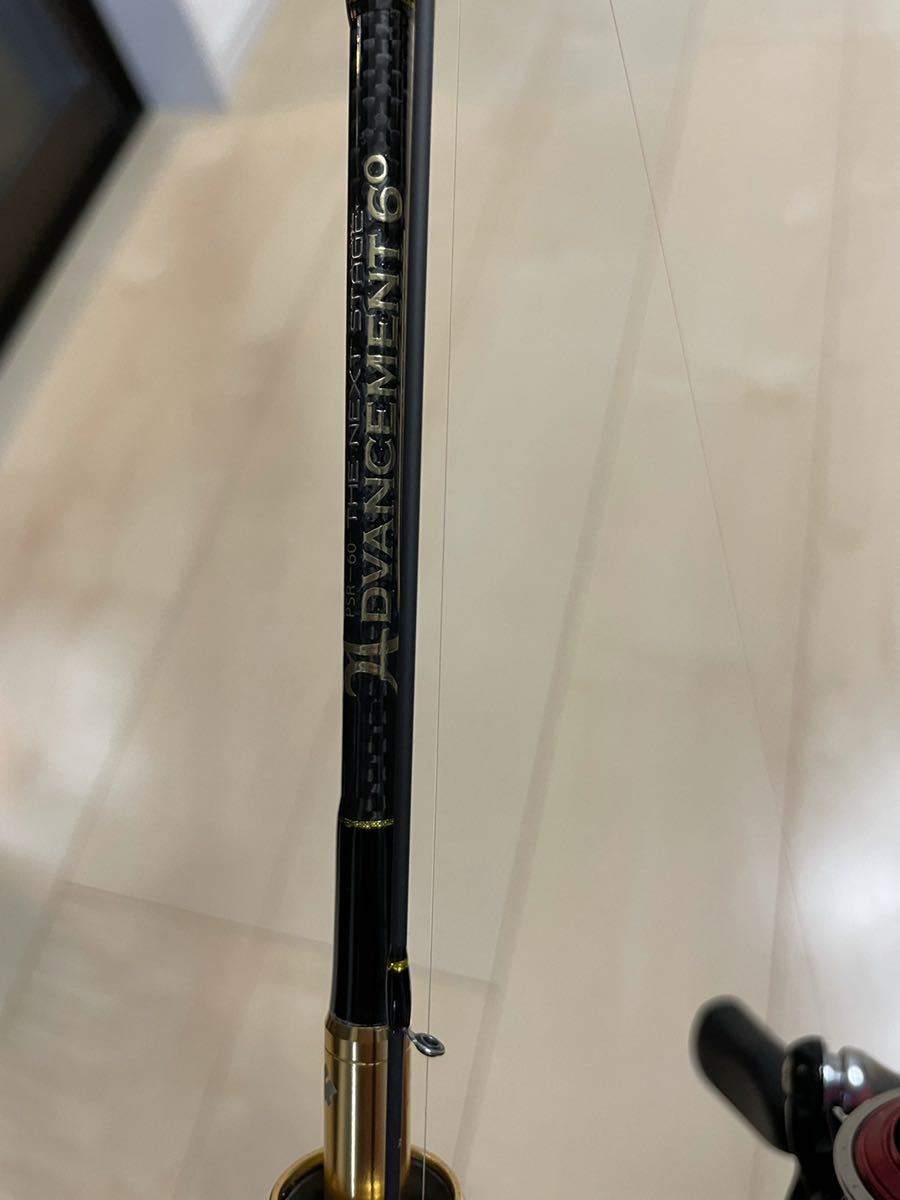 PSR-60 THE NEXT STAGE
ADVANCEMENT 60